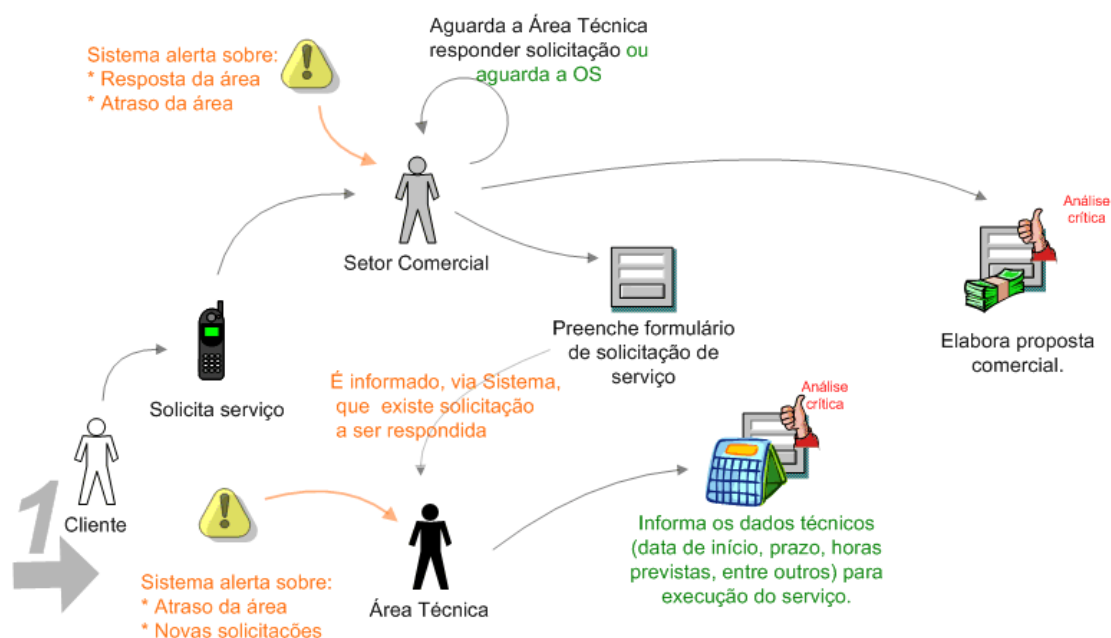 Aguarda a Área Técnica
responder solicitação ou
aguarda a OS
Sistema alerta sobre:
* Resposta da área
* Atraso da área
Análise
crítica
Setor Comercial
Preenche formulário
de solicitação de
serviço
Elabora proposta
comercial.
Solicita serviço
É informado, via Sistema,
que existe solicitação
a ser respondida
Análise
crítica
1
Cliente
Informa os dados técnicos
(data de início, prazo, horas
previstas, entre outros) para
execução do serviço.
Sistema alerta sobre:
* Atraso da área
* Novas solicitacões
Área Técnica